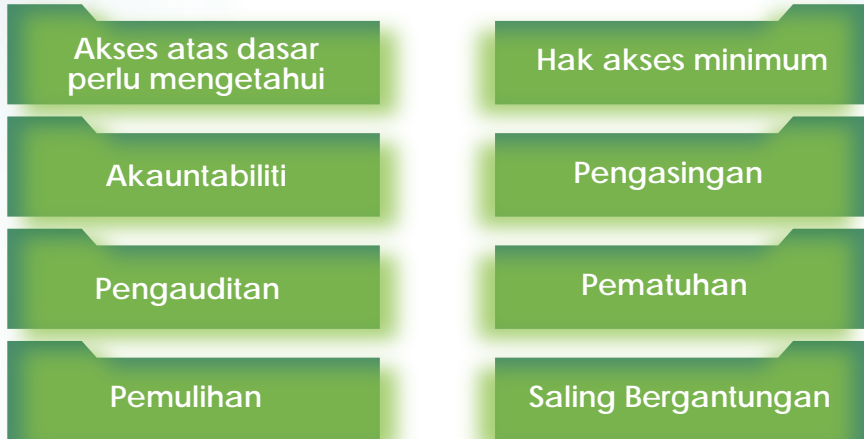 Akses atas dasar
perlu mengetahui
Hak akses minimum
Akauntabiliti
Pengasingan
Pengauditan
Pematuhan
Pemulihan
Saling Bergantungan